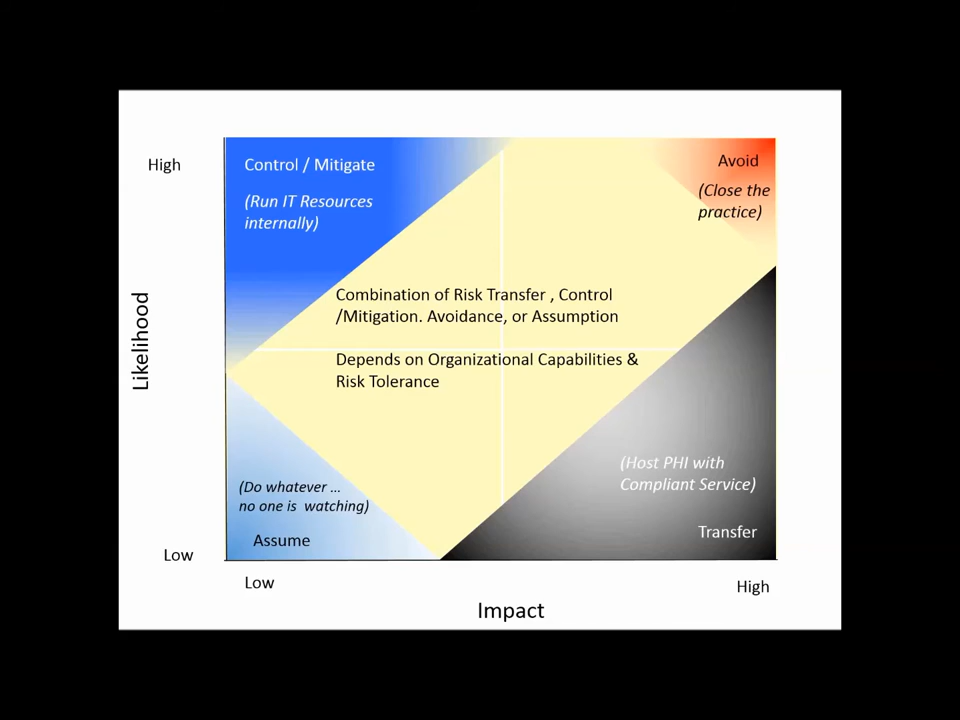 High
Control / Mitigate
(Run IT Resources
internally)
Avoid
(Close the
practice)
Likelihood
Combination of Risk Transfer , Control
/Mitigation. Avoidance, or Assumption
Depends on Organizational Capabilities &
Risk Tolerance
(Do whatever ...
no one is watching)
Assume
(Host PHI with
Compliant Service)
Transfer
Low
Low
High
Impact